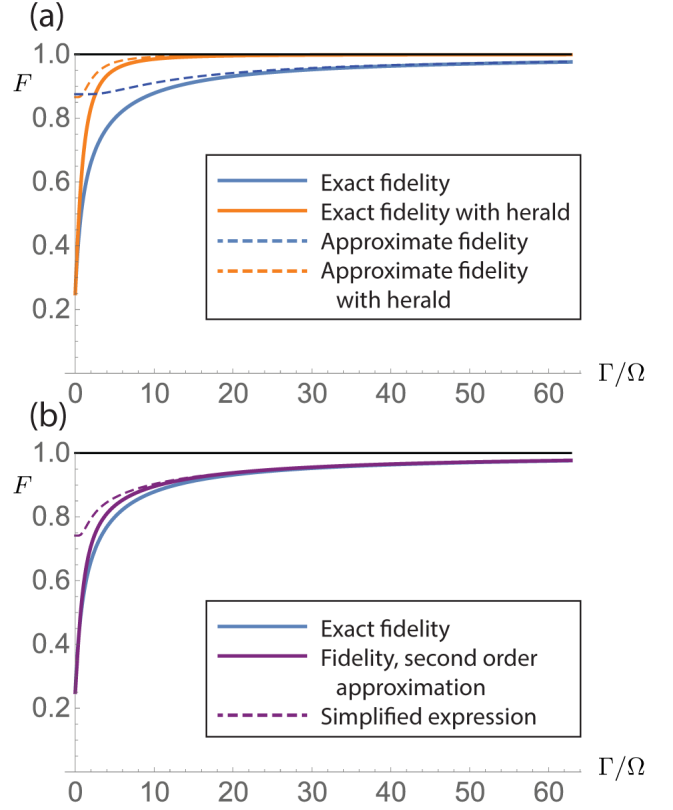 (a)
1.0
F
0.8
0.6
0.4
0.2
Exact fidelity
Exact fidelity with herald
Approximate fidelity
Approximate fidelity
with herald
Γ/Ω
0 10 20 30 40 50 60
(b)
1.0
F
0.8
0.6
0.4
0.2
Exact fidelity
Fidelity, second order
approximation
Simplified expression
Γ/Ω
0 10 20 30 40 50 60